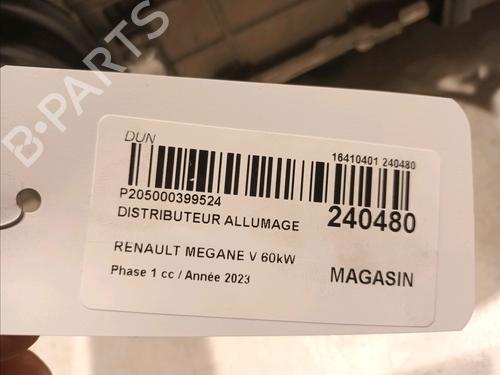 B-PARTS
DUN
16410401 240480
P205000399524
DISTRIBUTEUR ALLUMAGE
240480
RENAULT MEGANE V 60kW
Phase 1 cc / Année 2023
MAGASIN